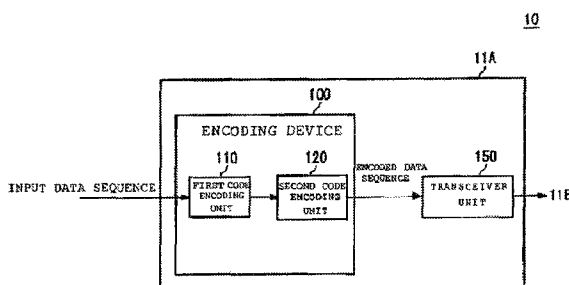 10
11A
100
ENCODING DEVICE
110
120
150
INPUT DATA SEQUENCE
FIRST CODE
ENCODING
UNIT
SECOND CODE
ENCODING
UNIT
ENCODED DATA
SEQUENCE
TRANSCEIVER
UNIT
11B